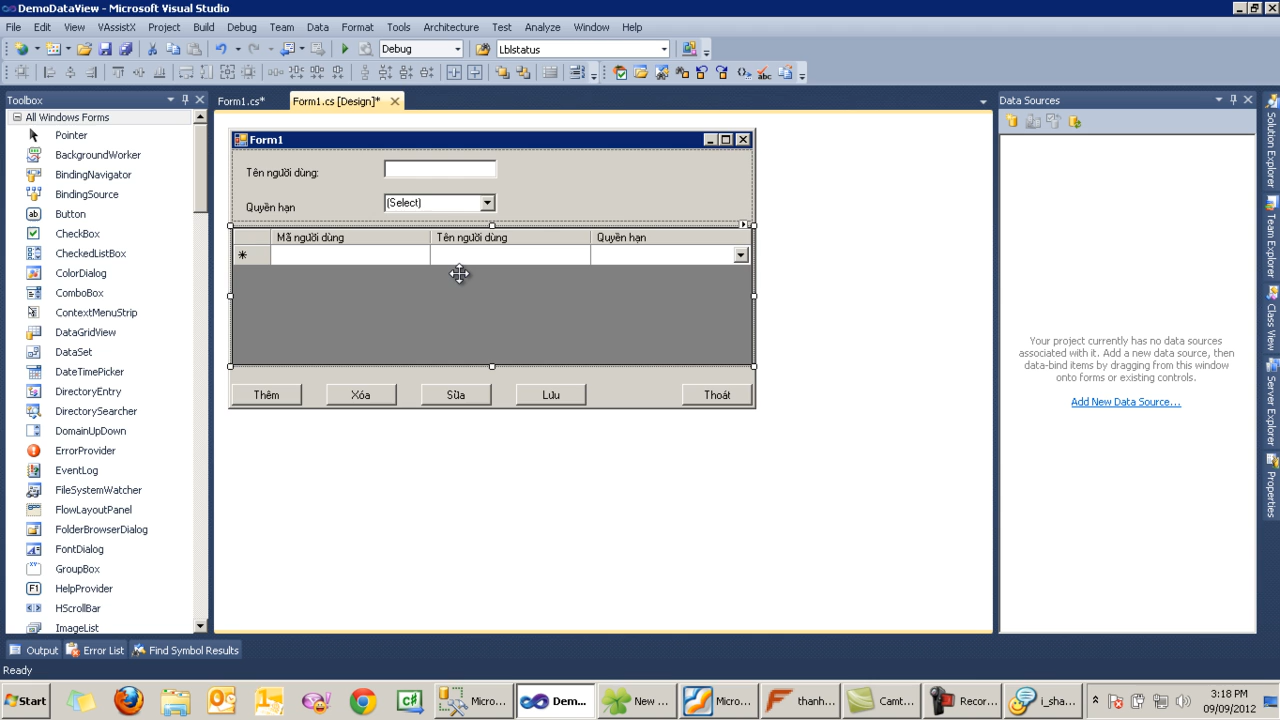 DemoDataView - Microsoft Visual Studio
File Edit View VAssistX Project Build Debug Team Data Format Tools Architecture Test Analyze Window Help
Debug Lblstatus
Toolbox
Form1.cs* Form1.cs [Design]*
Data Sources
All Windows Forms
Pointer
BackgroundWorker
BindingNavigator
BindingSource
Button
CheckBox
CheckedListBox
ColorDialog
ComboBox
ContextMenuStrip
DataGridView
DataSet
DateTimePicker
DirectoryEntry
DirectorySearcher
DomainUpDown
ErrorProvider
EventLog
FileSystemWatcher
FlowLayoutPanel
FolderBrowserDialog
FontDialog
GroupBox
HelpProvider
HScrollBar
ImageList
Form1
Tên người dùng:
Quyền hạn (Select)
Mã người dùng Tên người dùng Quyền hạn
Thêm Xóa Sửa Lưu Thoát
Your project currently has no data sources
associated with it. Add a new data source, then
data-bind items by dragging from this window
onto forms or existing controls.
Add New Data Source...
Solution Explorer
Team Explorer
Class View
Server Explorer
Properties
Output Error List Find Symbol Results
Ready
Start Micro... Dem... New ... Micro... thanh... Camt... Recor... i_sha... 3:18 PM
09/09/2012